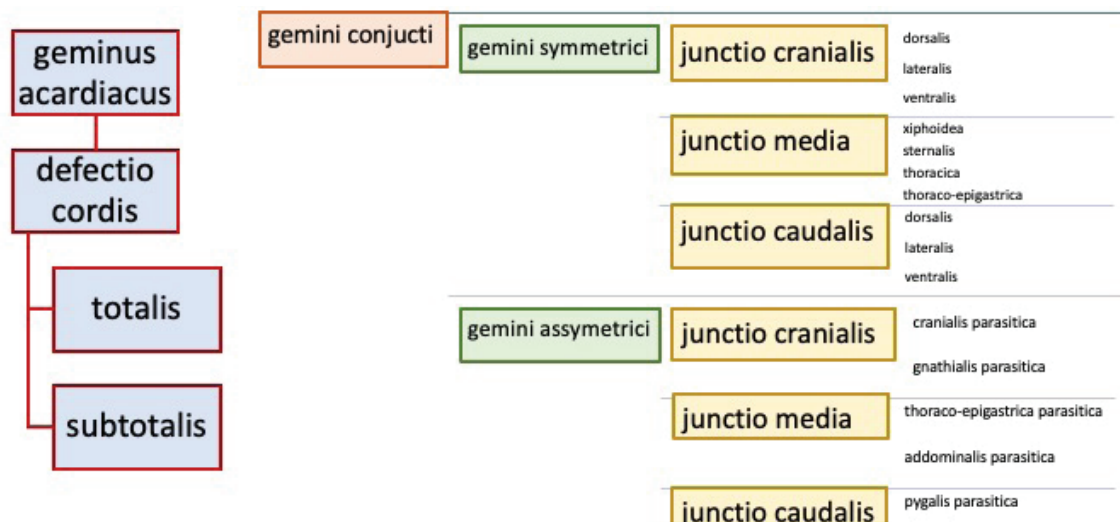 geminus
acardiacus
defectio
cordis
totalis
subtotalis
gemini conjucti
gemini symmetrici
junctio cranialis
dorsalis
lateralis
ventralis
junctio media
xiphoidea
sternalis
thoracica
thoraco-epigastrica
junctio caudalis
dorsalis
lateralis
ventralis
gemini assymetrici
junctio cranialis
cranialis parasitica
gnathialis parasitica
junctio media
thoraco-epigastrica parasitica
addominalis parasitica
junctio caudalis
pygalis parasitica